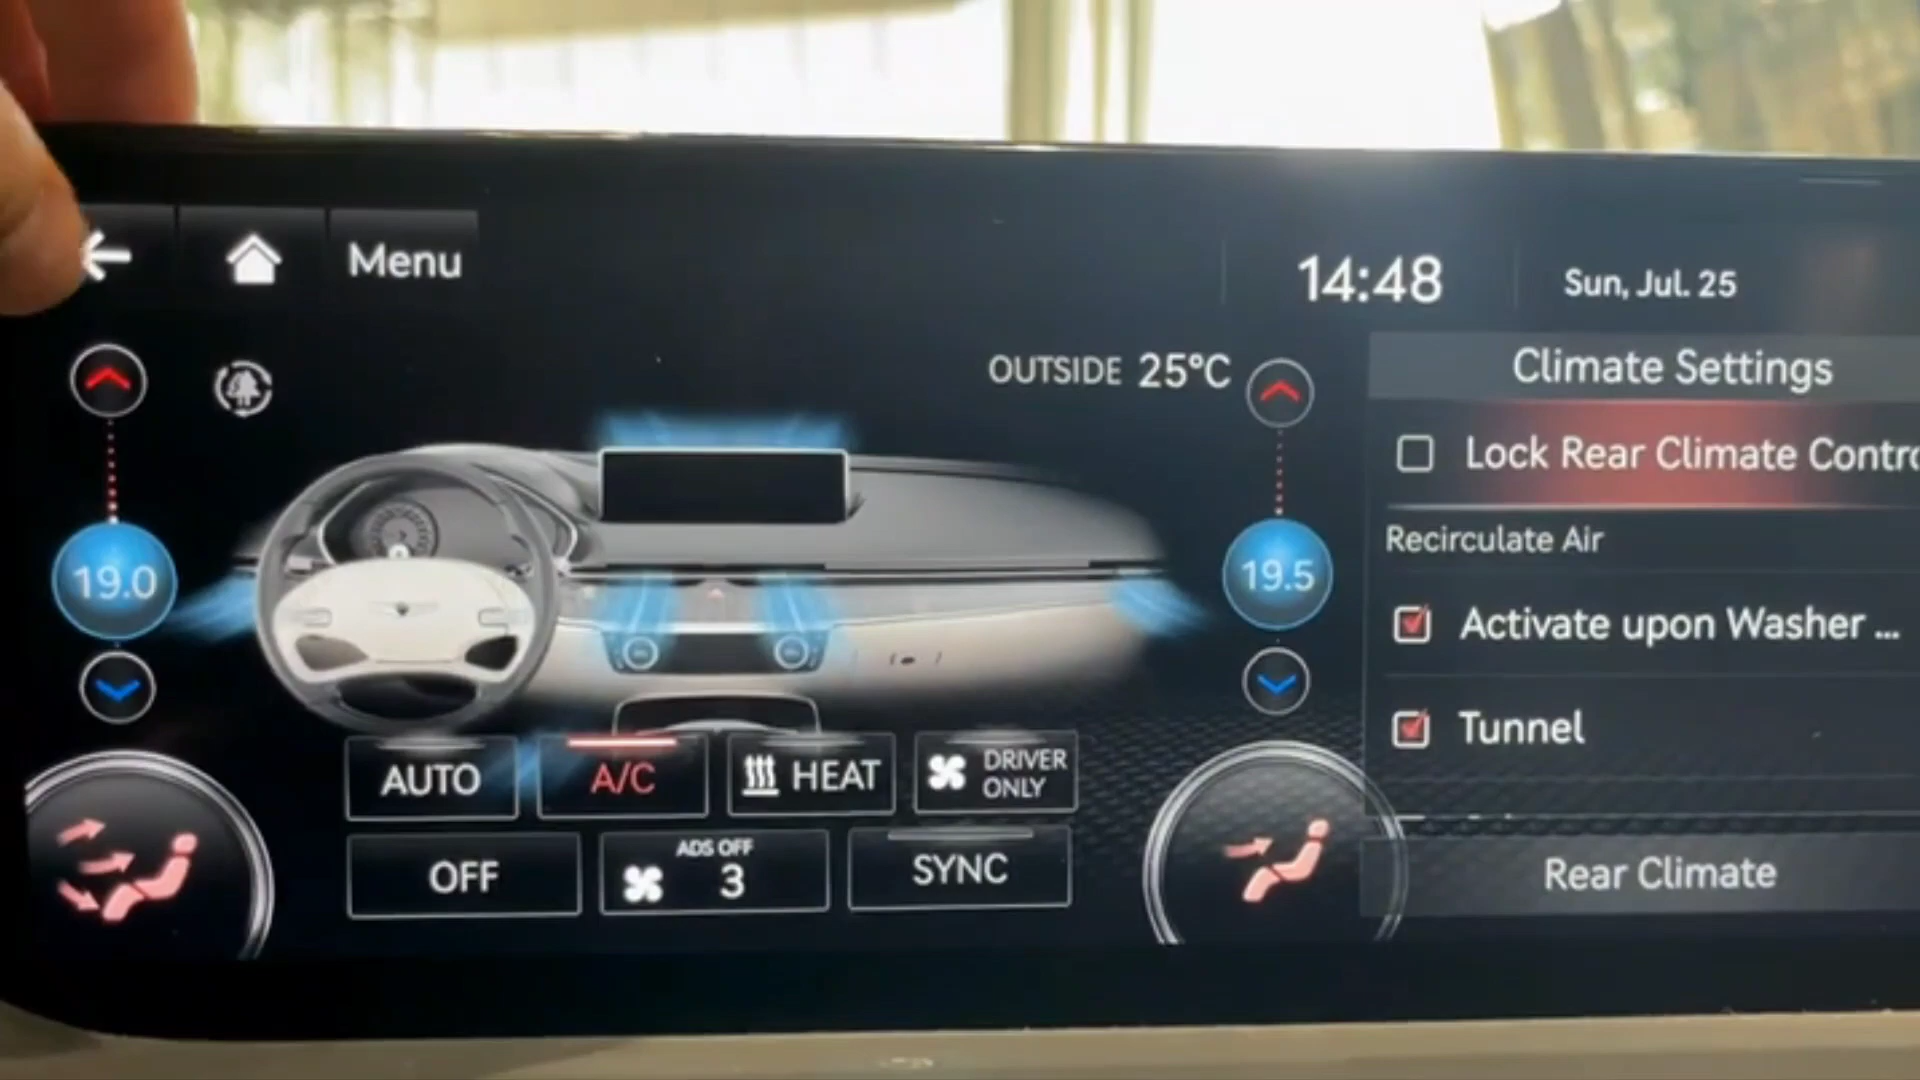 Menu
14:48
Sun, Jul. 25
OUTSIDE 25°C
Climate Settings
Lock Rear Climate Contro
19.0
19.5
Recirculate Air
Activate upon Washer ...
Tunnel
AUTO
A/C
HEAT
DRIVER
ONLY
OFF
ADS OFF
3
SYNC
Rear Climate